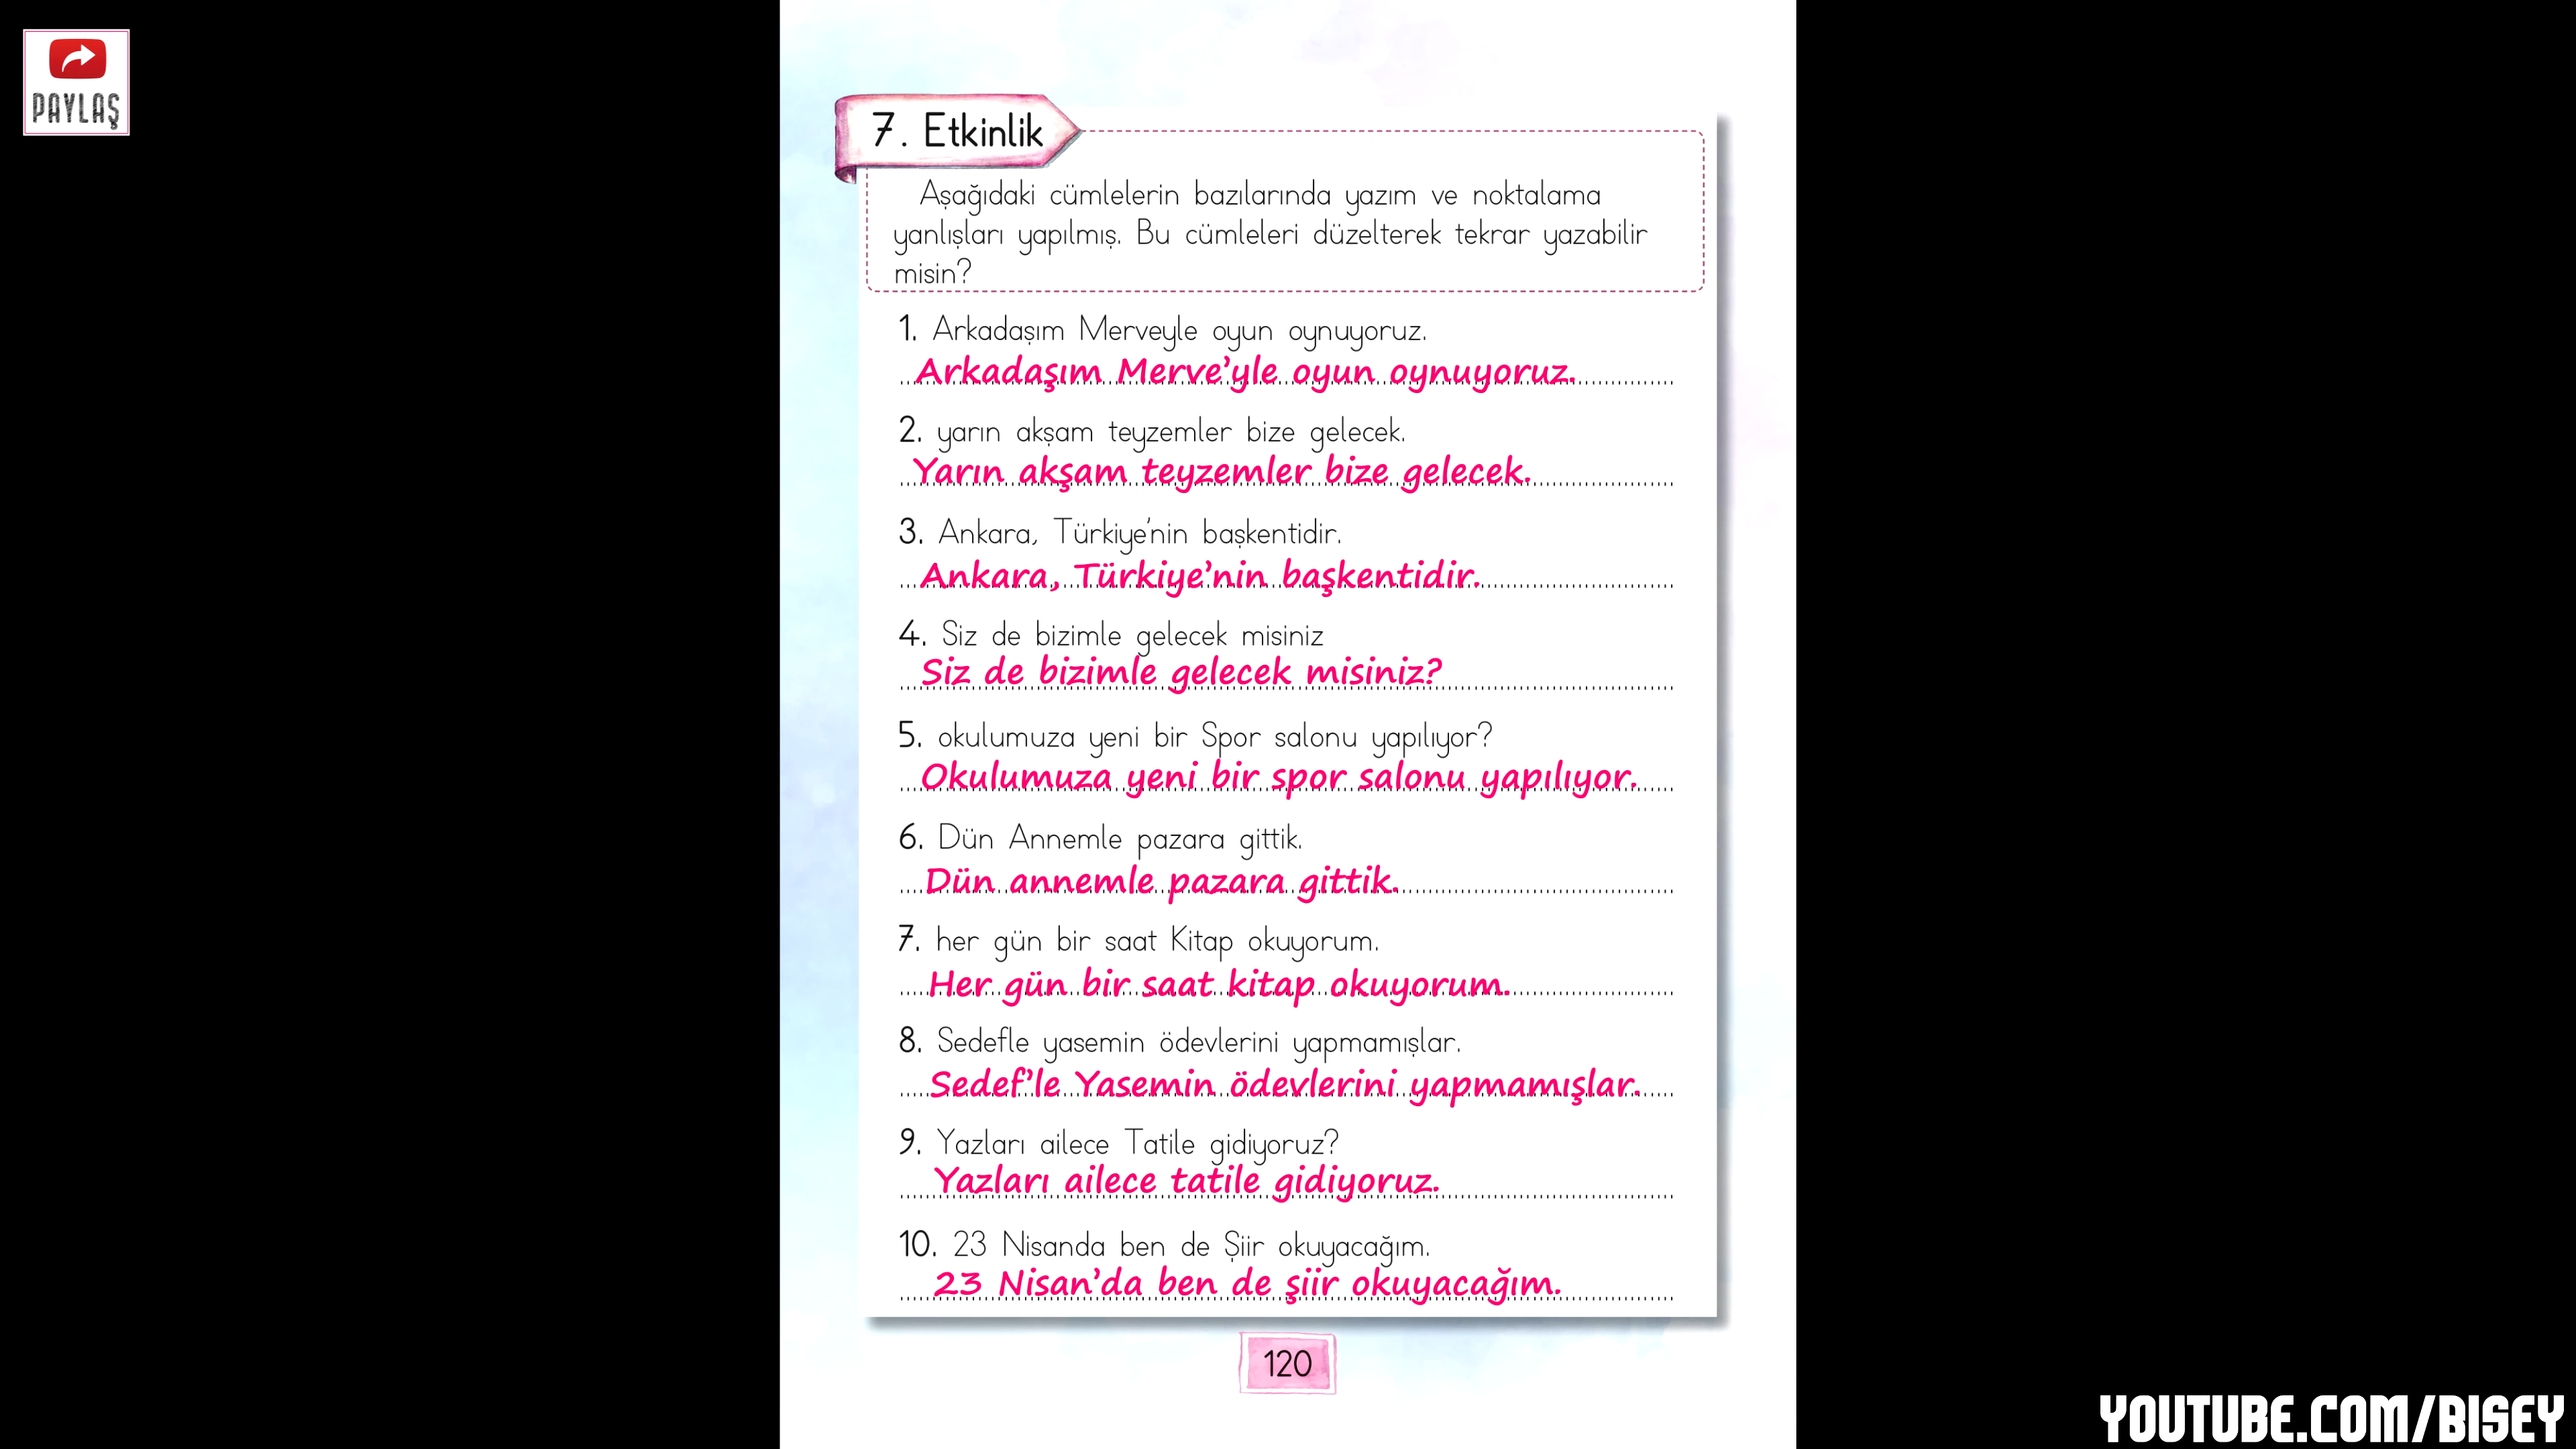 PAYLAŞ
7. Etkinlik
Aşağıdaki cümlelerin bazılarında yazım ve noktalama
yanlışları yapılmış. Bu cümleleri düzelterek tekrar yazabilir
misin?
1. Arkadaşım Merveyle oyun oynuyoruz.
Arkadaşım Merve’yle oyun oynuyoruz.
2. yarın akşam teyzemler bize gelecek.
Yarın akşam teyzemler bize gelecek.
3. Ankara, Türkiye’nin başkentidir.
Ankara, Türkiye’nin başkentidir.
4. Siz de bizimle gelecek misiniz
Siz de bizimle gelecek misiniz?
5. okulumuza yeni bir Spor salonu yapılıyor?
Okulumuza yeni bir spor salonu yapılıyor.
6. Dün Annemle pazara gittik.
Dün annemle pazara gittik.
7. her gün bir saat Kitap okuyorum.
Her gün bir saat kitap okuyorum.
8. Sedefle yasemin ödevlerini yapmamışlar.
Sedef’le Yasemin ödevlerini yapmamışlar.
9. Yazları ailece Tatile gidiyoruz?
Yazları ailece tatile gidiyoruz.
10. 23 Nisanda ben de Şiir okuyacağım.
23 Nisan’da ben de şiir okuyacağım.
120
YOUTUBE.COM/BISEY